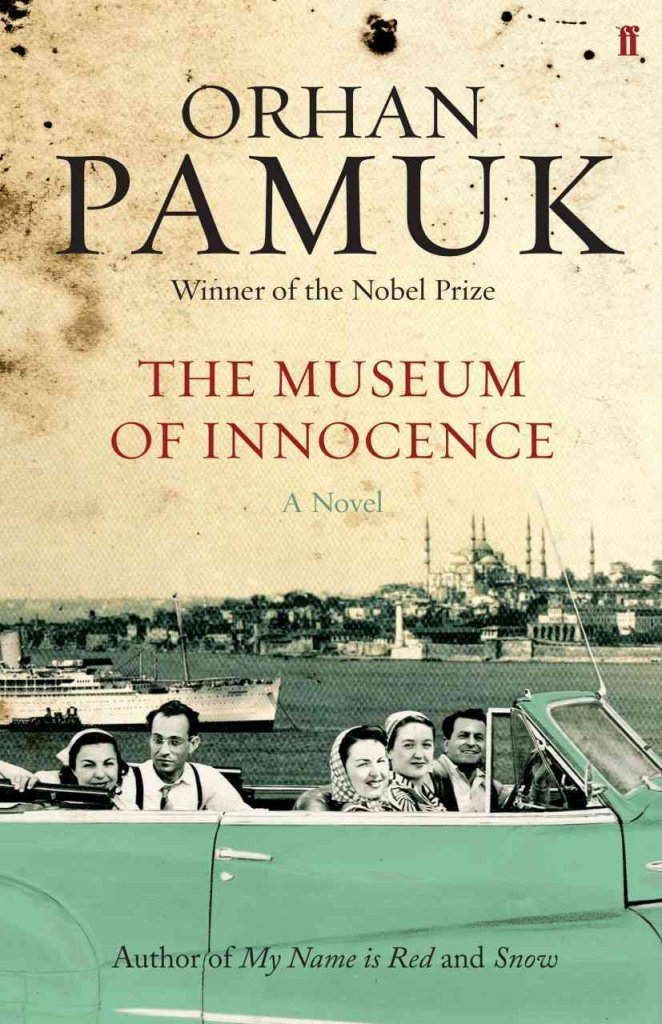 ff
ORHAN
PAMUK
Winner of the Nobel Prize
THE MUSEUM
OF INNOCENCE
A Novel
Author of My Name is Red and Snow